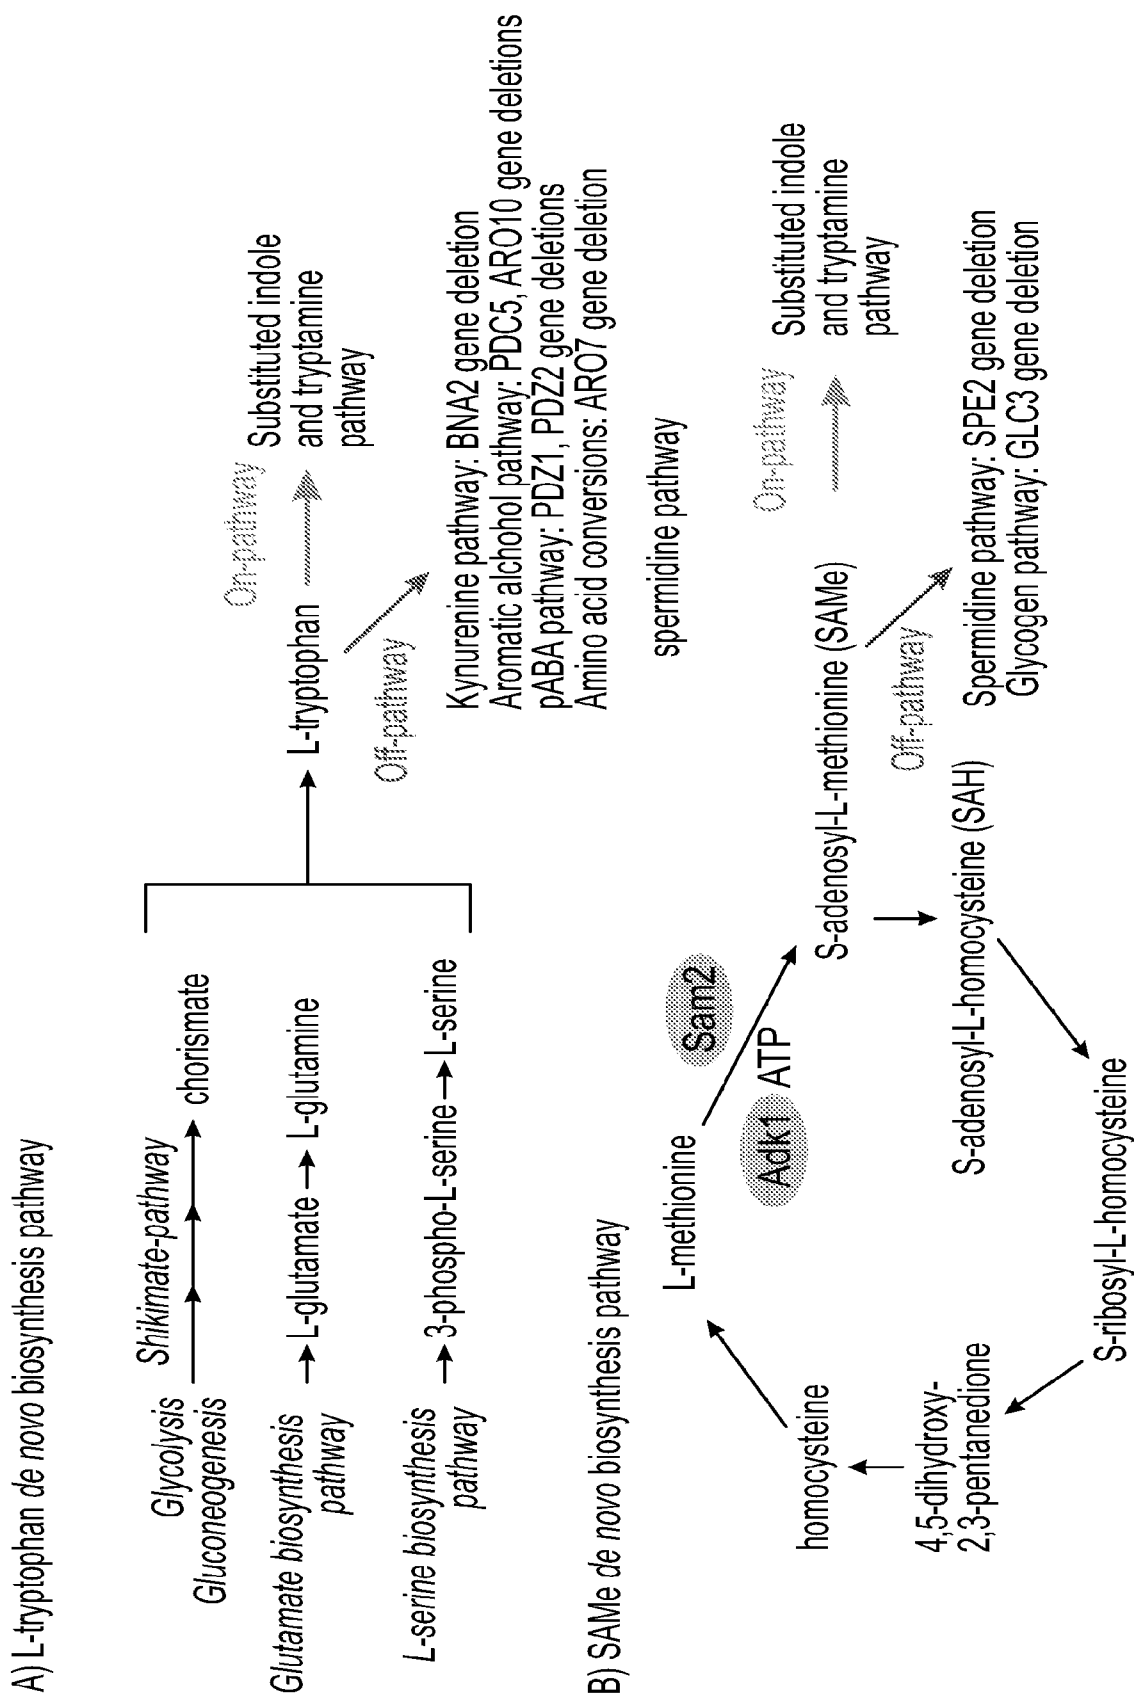 A) L-tryptophan de novo biosynthesis pathway
Glycolysis
Gluconeogenesis
Shikimate-pathway
chorismate
Glutamate biosynthesis
pathway
L-glutamate
L-glutamine
L-serine biosynthesis
pathway
3-phospho-L-serine
L-serine
L-tryptophan
On-pathway
Substituted indole
and tryptamine
pathway
Off-pathway
Kynurenine pathway: BNA2 gene deletion
Aromatic alchohol pathway: PDC5, ARO10 gene deletions
pABA pathway: PDZ1, PDZ2 gene deletions
Amino acid conversions: ARO7 gene deletion
spermidine pathway
B) SAMe de novo biosynthesis pathway
L-methionine
Sam2
Adk1
ATP
S-adenosyl-L-methionine (SAMe)
On-pathway
Substituted indole
and tryptamine
pathway
Off-pathway
Spermidine pathway: SPE2 gene deletion
Glycogen pathway: GLC3 gene deletion
S-adenosyl-L-homocysteine (SAH)
S-ribosyl-L-homocysteine
4,5-dihydroxy-
2,3-pentanedione
homocysteine